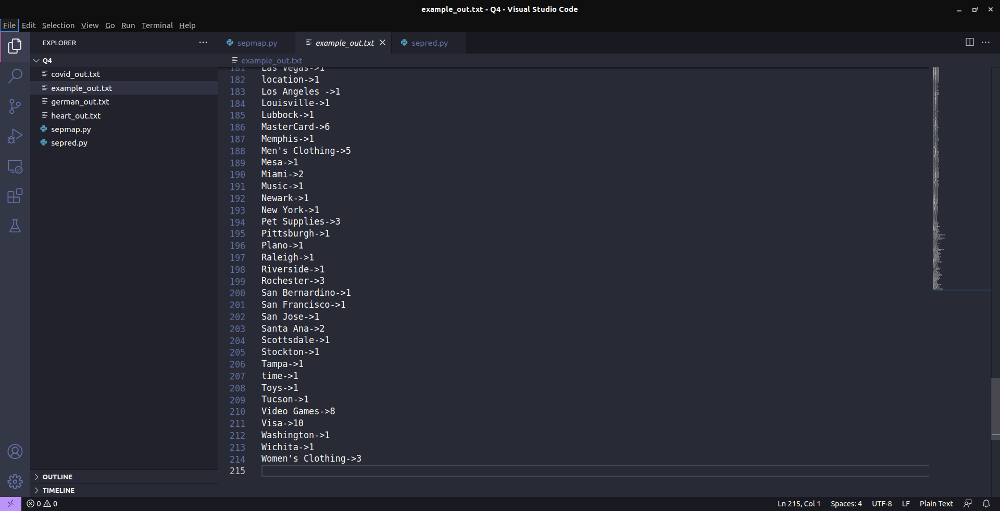 example_out.txt - Q4 - Visual Studio Code
File Edit Selection View Go Run Terminal Help
EXPLORER
sepmap.py
example_out.txt
sepred.py
Q4
example_out.txt
covid_out.txt
example_out.txt
german_out.txt
heart_out.txt
sepmap.py
sepred.py
181 Las Vegas->1
182 location->1
183 Los Angeles ->1
184 Louisville->1
185 Lubbock->1
186 MasterCard->6
187 Memphis->1
188 Men's Clothing->5
189 Mesa->1
190 Miami->2
191 Music->1
192 Newark->1
193 New York->1
194 Pet Supplies->3
195 Pittsburgh->1
196 Plano->1
197 Raleigh->1
198 Riverside->1
199 Rochester->3
200 San Bernardino->1
201 San Francisco->1
202 San Jose->1
203 Santa Ana->2
204 Scottsdale->1
205 Stockton->1
206 Tampa->1
207 time->1
208 Toys->1
209 Tucson->1
210 Video Games->8
211 Visa->10
212 Washington->1
213 Wichita->1
214 Women's Clothing->3
215
OUTLINE
TIMELINE
0 0
Ln 215, Col 1 Spaces: 4 UTF-8 LF Plain Text